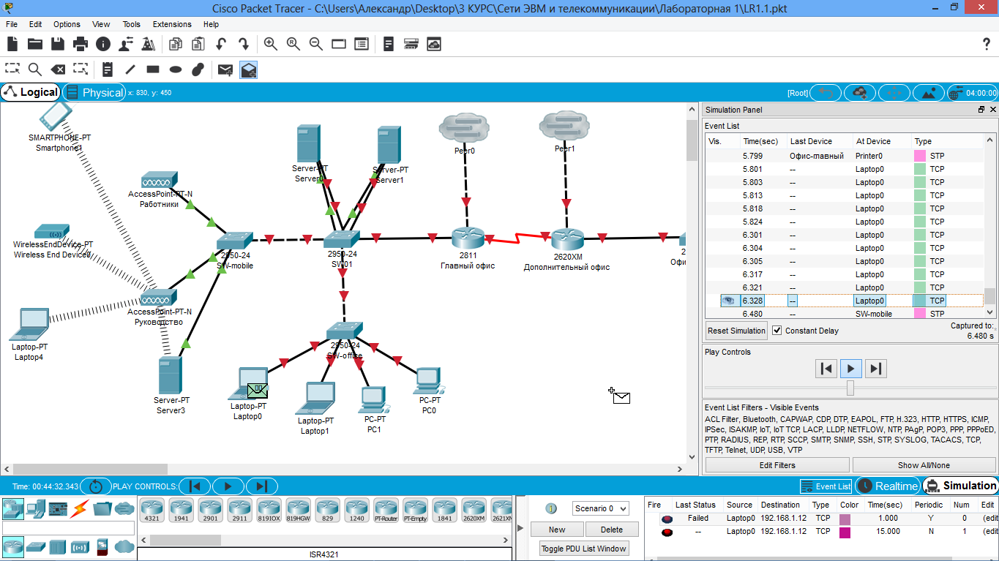 Cisco Packet Tracer - C:\Users\Александр\Desktop\3 КУРС\Сети ЭВМ и телекоммуникации\Лабораторная 1\LR1.1.pkt
File Edit Options View Tools Extensions Help
Logical Physical x: 830, y: 450 [Root] 04:00:00
SMARTPHONE-PT
Smartphone1
AccessPoint-PT-N
Работники
WirelessEndDevice-PT
Wireless End Device0
AccessPoint-PT-N
Руководство
Laptop-PT
Laptop4
Server-PT
Server3
2950-24
SW-mobile
Server-PT
Server0
Server-PT
Server1
2950-24
SW01
Peer0
Peer1
2811
Главный офис
2620XM
Дополнительный офис
2950-24
SW-office
Laptop-PT
Laptop0
Laptop-PT
Laptop1
PC-PT
PC1
PC-PT
PC0
Simulation Panel
Event List
Vis. Time(sec) Last Device At Device Type
5.799 Офис-главный Printer0 STP
5.801 -- Laptop0 TCP
5.803 -- Laptop0 TCP
5.813 -- Laptop0 TCP
5.818 -- Laptop0 TCP
5.824 -- Laptop0 TCP
6.301 -- Laptop0 TCP
6.304 -- Laptop0 TCP
6.305 -- Laptop0 TCP
6.317 -- Laptop0 TCP
6.321 -- Laptop0 TCP
6.328 -- Laptop0 TCP
6.480 -- SW-mobile STP
Reset Simulation Constant Delay Captured to:
6.480 s
Play Controls
Event List Filters - Visible Events
ACL Filter, Bluetooth, CAPWAP, CDP, DTP, EAPOL, FTP, H.323, HTTP, HTTPS, ICMP,
IPSec, ISAKMP, IoT, IoT TCP, LACP, LLDP, NETFLOW, NTP, PAgP, POP3, PPP, PPPoED,
PTP, RADIUS, REP, RTP, SCCP, SMTP, SNMP, SSH, STP, SYSLOG, TACACS, TCP,
TFTP, Telnet, UDP, USB, VTP
Edit Filters Show All/None
Time: 00:44:32.343 PLAY CONTROLS: Event List Realtime Simulation
4321 1941 2901 2911 819IOX 819HGW 829 1240 PT-Router PT-Empty 1841 2620XM 2621X
ISR4321
Scenario 0
New Delete
Toggle PDU List Window
Fire Last Status Source Destination Type Color Time(sec) Periodic Num Edit
Failed Laptop0 192.168.1.12 TCP 1.000 Y 0 (edit
-- Laptop0 192.168.1.12 TCP 15.000 N 1 (edit